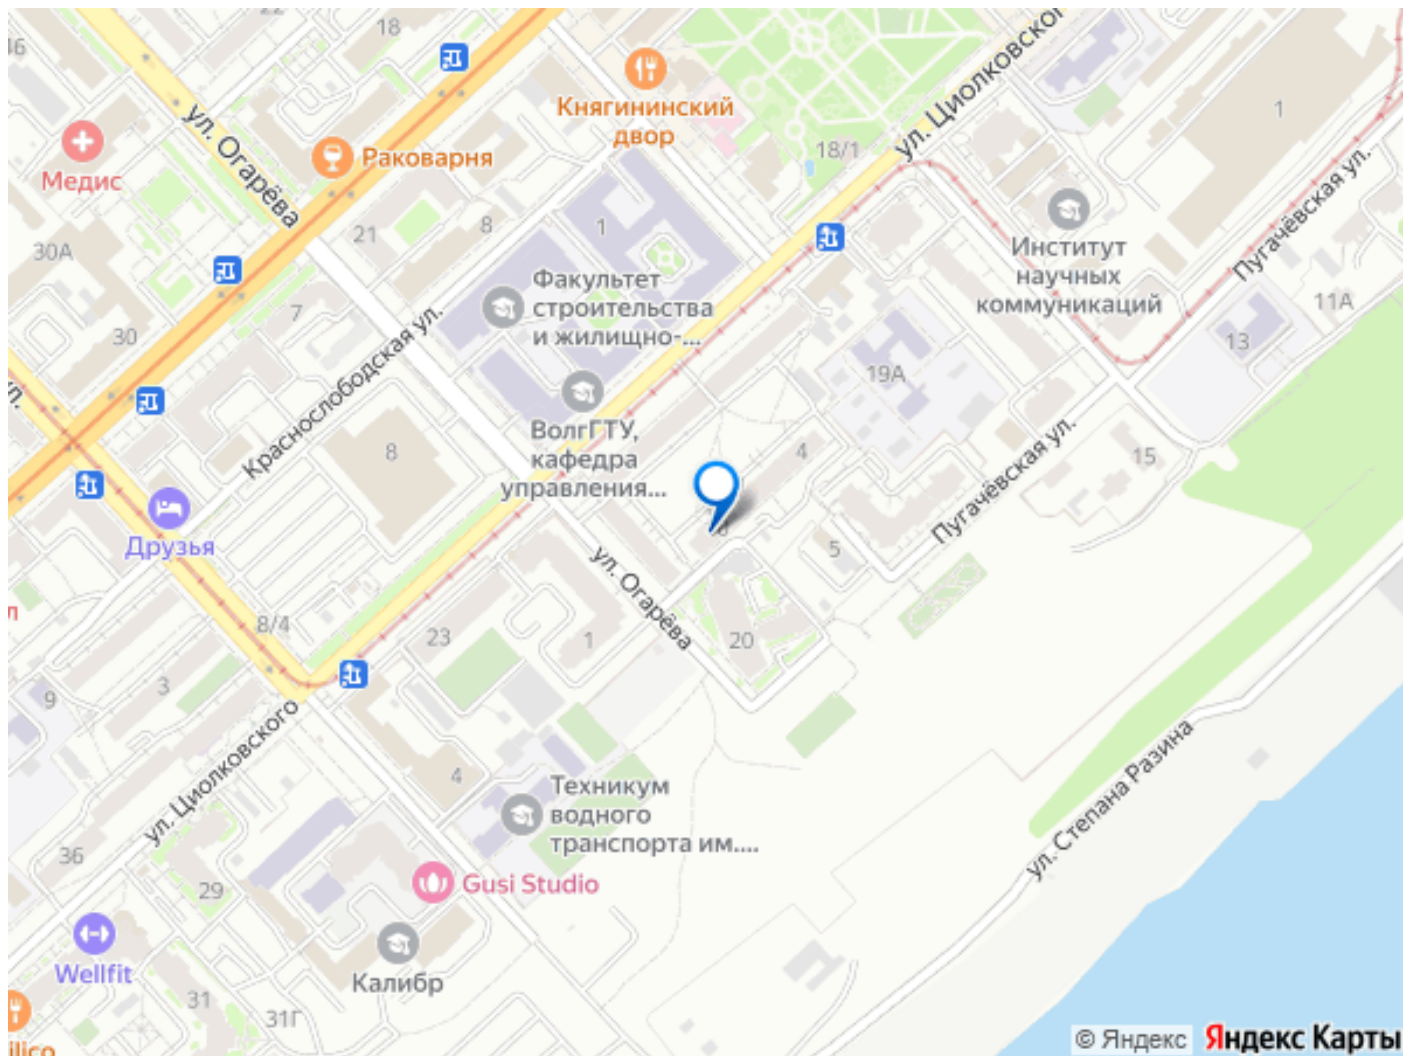 46
18
22
ул. Огарёва
Княгининский
двор
ул. Циолковского
1
Медис
Раковарня
18/1
Пугачёвская ул.
30А
21
8
1
Институт
научных
коммуникаций
Факультет
строительства
и жилищно-...
11А
7
30
13
Краснослободская ул.
19А
ул.
ВолгГТУ,
кафедра
управления...
8
4
15
Пугачёвская ул.
Друзья
5
ул. Огарёва
8/4
23
1
20
3
9
ул. Циолковского
4
Техникум
водного
транспорта им....
ул. Степана Разина
36
29
Gusi Studio
Wellfit
Калибр
31
31Г
© Яндекс
Яндекс Карты